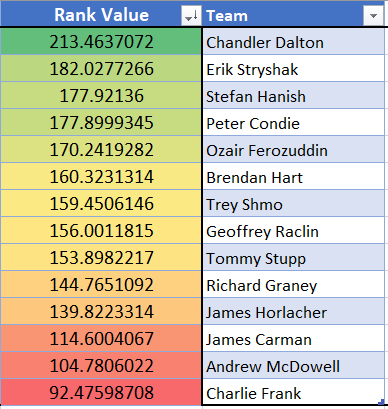 Rank Value Team
213.4637072 Chandler Dalton
182.0277266 Erik Stryshak
177.92136 Stefan Hanish
177.8999345 Peter Condie
170.2419282 Ozair Ferozuddin
160.3231314 Brendan Hart
159.4506146 Trey Shmo
156.0011815 Geoffrey Raclin
153.8982217 Tommy Stupp
144.7651092 Richard Graney
139.8223314 James Horlacher
114.6004067 James Carman
104.7806022 Andrew McDowell
92.47598708 Charlie Frank